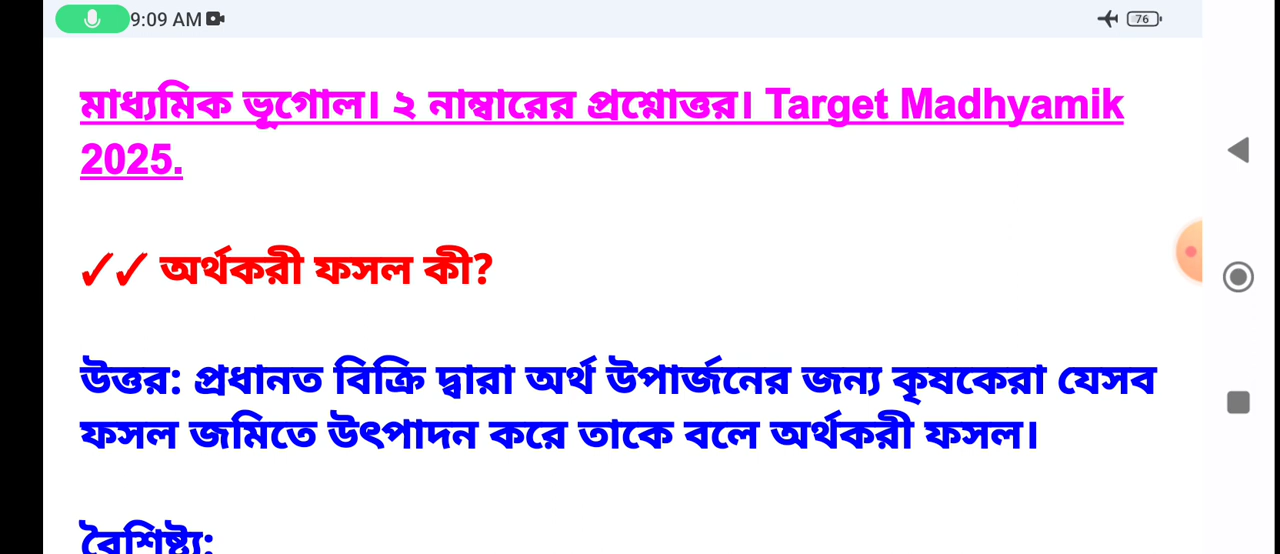 9:09 AM
76
মাধ্যমিক ভূগোল। ২ নাম্বারের প্রশ্নোত্তর। Target Madhyamik
2025.
✓✓ অর্থকরী ফসল কী?
উত্তর: প্রধানত বিক্রি দ্বারা অর্থ উপার্জনের জন্য কৃষকেরা যেসব
ফসল জমিতে উৎপাদন করে তাকে বলে অর্থকরী ফসল।
বৈশিষ্ট্য: